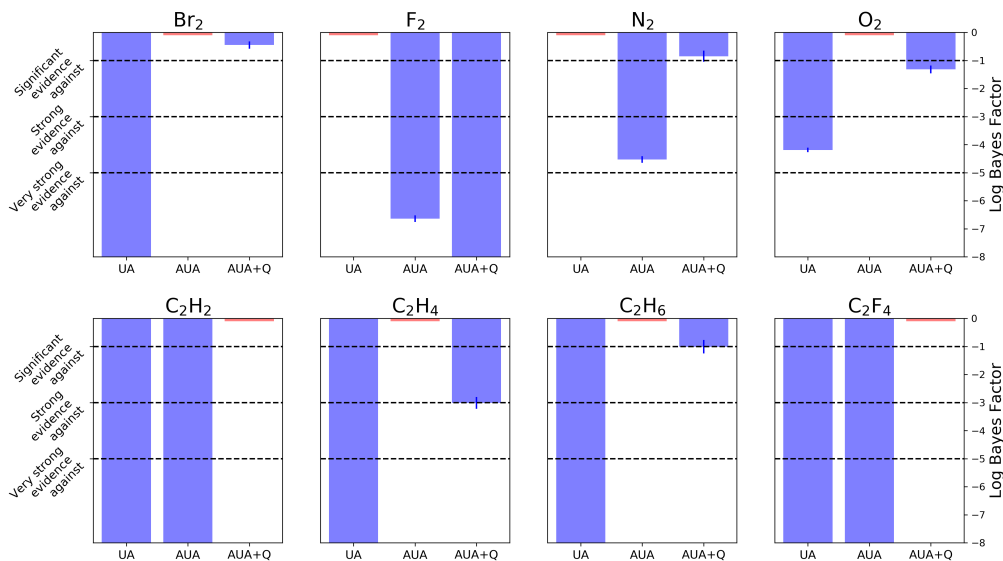 Br₂
F₂
N₂
O₂
Significant
evidence
against
Strong
evidence
against
Very strong
evidence
against
0
−1
−2
−3
−4
−5
−6
−7
−8
Log Bayes Factor
UA AUA AUA+Q
UA AUA AUA+Q
UA AUA AUA+Q
UA AUA AUA+Q
C₂H₂
C₂H₄
C₂H₆
C₂F₄
Significant
evidence
against
Strong
evidence
against
Very strong
evidence
against
0
−1
−2
−3
−4
−5
−6
−7
−8
Log Bayes Factor
UA AUA AUA+Q
UA AUA AUA+Q
UA AUA AUA+Q
UA AUA AUA+Q